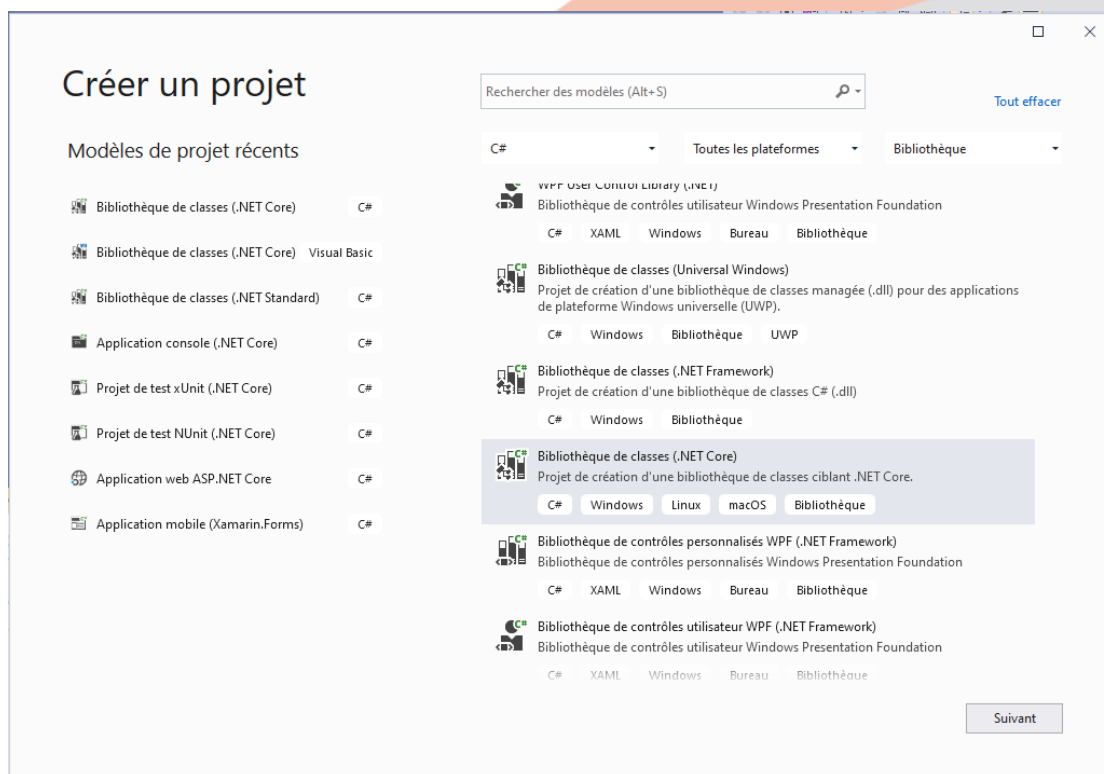 Créer un projet
Rechercher des modèles (Alt+S)
Tout effacer
Modèles de projet récents
C#
Toutes les plateformes
Bibliothèque
Bibliothèque de classes (.NET Core) C#
Bibliothèque de classes (.NET Core) Visual Basic
Bibliothèque de classes (.NET Standard) C#
Application console (.NET Core) C#
Projet de test xUnit (.NET Core) C#
Projet de test NUnit (.NET Core) C#
Application web ASP.NET Core C#
Application mobile (Xamarin.Forms) C#
WPF User Control Library (.NET)
Bibliothèque de contrôles utilisateur Windows Presentation Foundation
C# XAML Windows Bureau Bibliothèque
Bibliothèque de classes (Universal Windows)
Projet de création d'une bibliothèque de classes managée (.dll) pour des applications
de plateforme Windows universelle (UWP).
C# Windows Bibliothèque UWP
Bibliothèque de classes (.NET Framework)
Projet de création d'une bibliothèque de classes C# (.dll)
C# Windows Bibliothèque
Bibliothèque de classes (.NET Core)
Projet de création d'une bibliothèque de classes ciblant .NET Core.
C# Windows Linux macOS Bibliothèque
Bibliothèque de contrôles personnalisés WPF (.NET Framework)
Bibliothèque de contrôles personnalisés Windows Presentation Foundation
C# XAML Windows Bureau Bibliothèque
Bibliothèque de contrôles utilisateur WPF (.NET Framework)
Bibliothèque de contrôles utilisateur Windows Presentation Foundation
C# XAML Windows Bureau Bibliothèque
Suivant